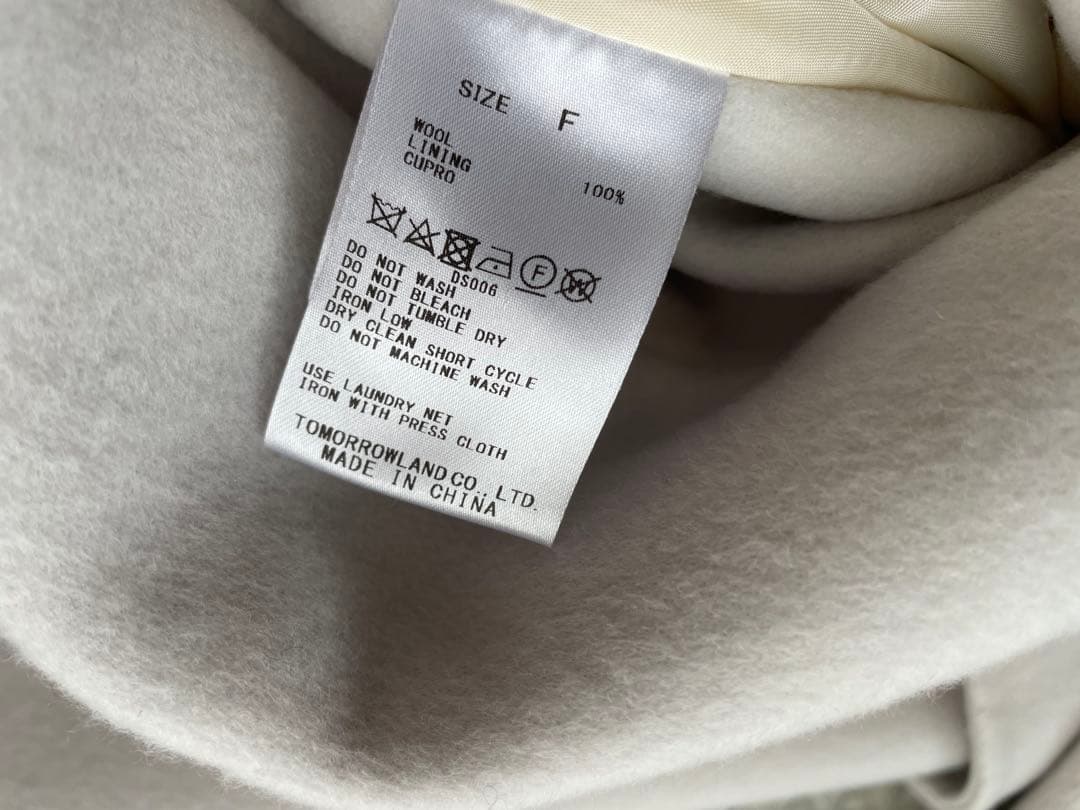 SIZE F
WOOL
LINING
CUPRO 100%
F W
DS006
DO NOT WASH
DO NOT BLEACH
DO NOT TUMBLE DRY
IRON LOW
DRY CLEAN SHORT CYCLE
DO NOT MACHINE WASH
USE LAUNDRY NET
IRON WITH PRESS CLOTH
TOMORROWLAND CO., LTD.
MADE IN CHINA